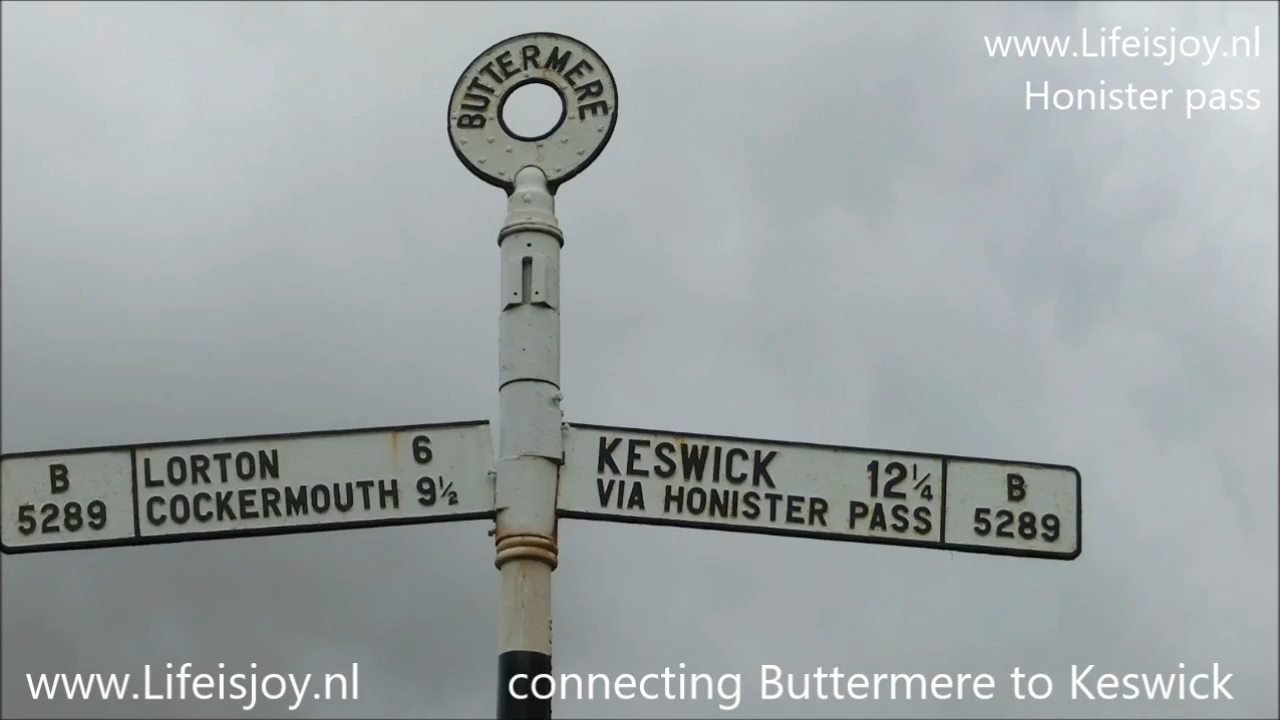 www.Lifeisjoy.nl
Honister pass
BUTTERMERE
B
5289
LORTON 6
COCKERMOUTH 9½
KESWICK 12¼
VIA HONISTER PASS
B
5289
www.Lifeisjoy.nl
connecting Buttermere to Keswick